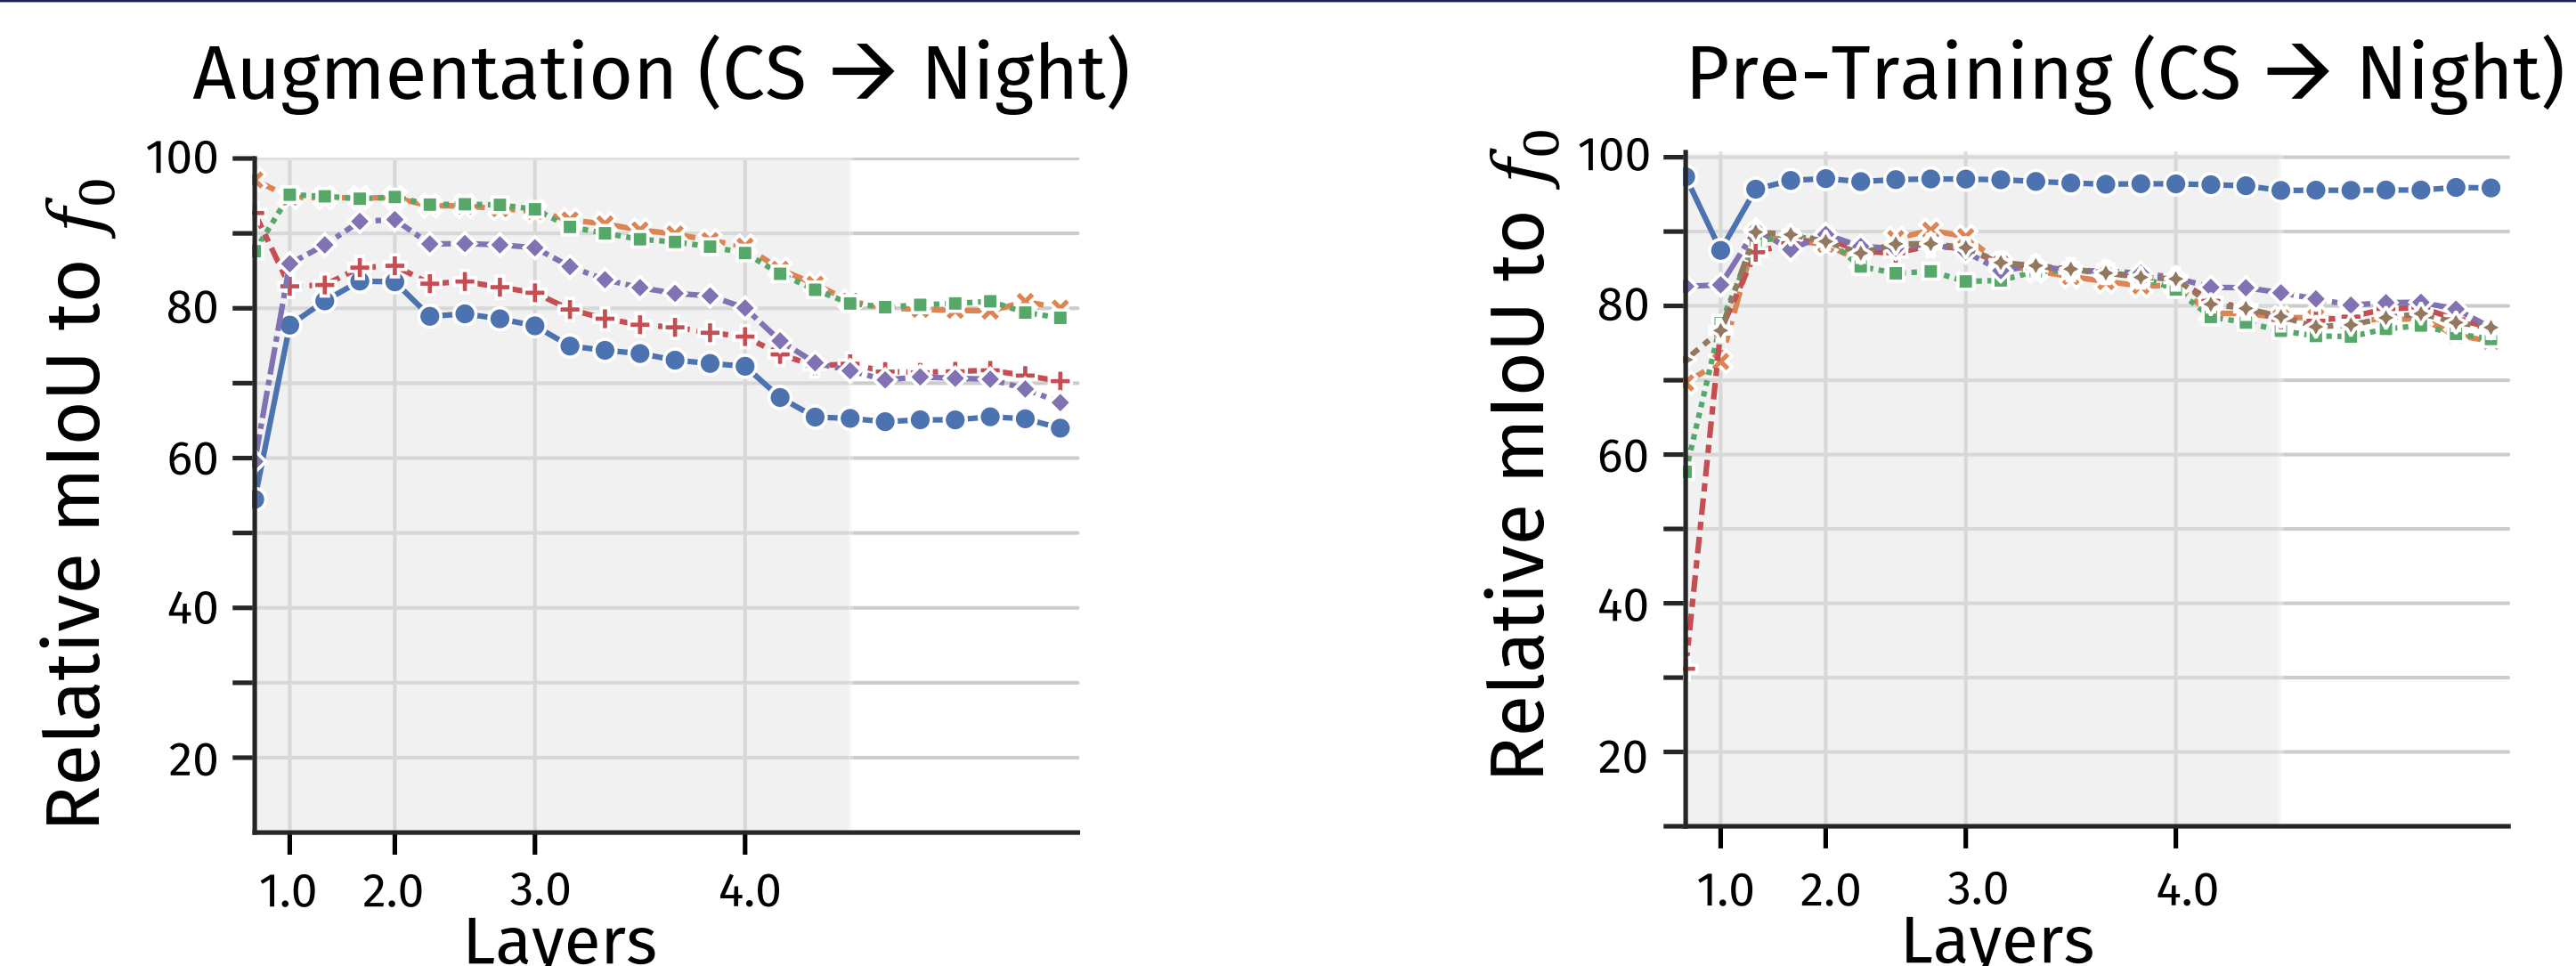 Augmentation (CS → Night)
Relative mIoU to f₀
100
80
60
40
20
1.0 2.0 3.0 4.0
Layers
Pre-Training (CS → Night)
Relative mIoU to f₀
100
80
60
40
20
1.0 2.0 3.0 4.0
Layers